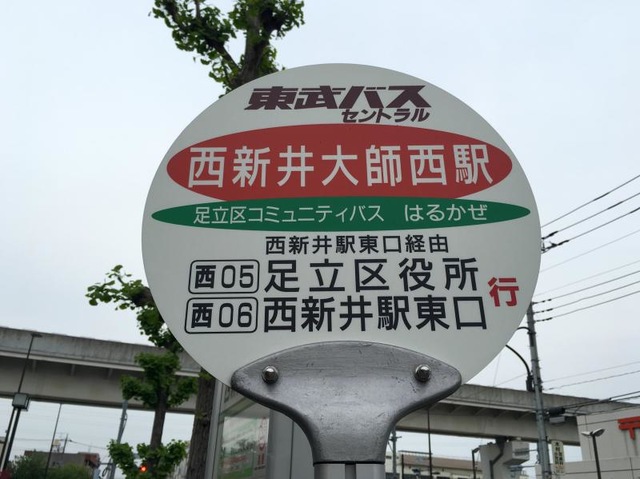 東武バス
セントラル
西新井大師西駅
足立区コミュニティバス はるかぜ
西新井駅東口経由
西05 足立区役所
西06 西新井駅東口 行